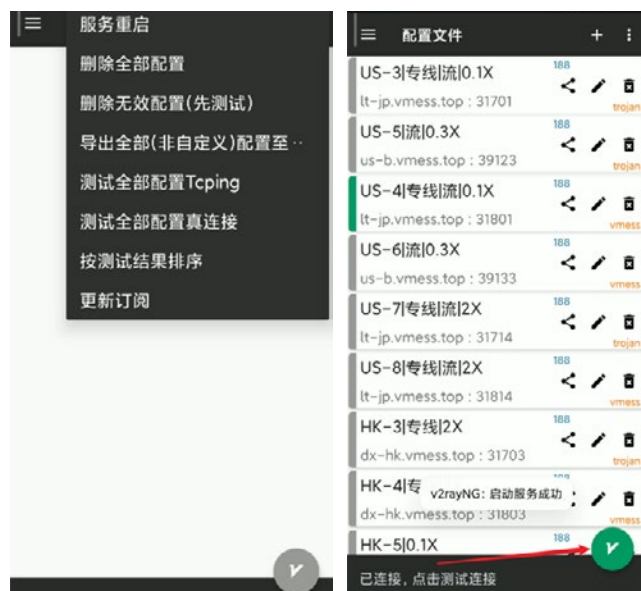 服务重启
删除全部配置
删除无效配置(先测试)
导出全部(非自定义)配置至··
测试全部配置Tcping
测试全部配置真连接
按测试结果排序
更新订阅
配置文件
US-3|专线|流|0.1X
188
lt-jp.vmess.top : 31701
trojan
US-5|流|0.3X
188
us-b.vmess.top : 39123
trojan
US-4|专线|流|0.1X
188
lt-jp.vmess.top : 31801
vmess
US-6|流|0.3X
188
us-b.vmess.top : 39133
vmess
US-7|专线|流|2X
188
lt-jp.vmess.top : 31714
trojan
US-8|专线|流|2X
188
lt-jp.vmess.top : 31814
vmess
HK-3|专线|2X
188
dx-hk.vmess.top : 31703
trojan
HK-4|专
v2rayNG: 启动服务成功
dx-hk.vmess.top : 31803
vmess
HK-5|0.1X
188
已连接，点击测试连接